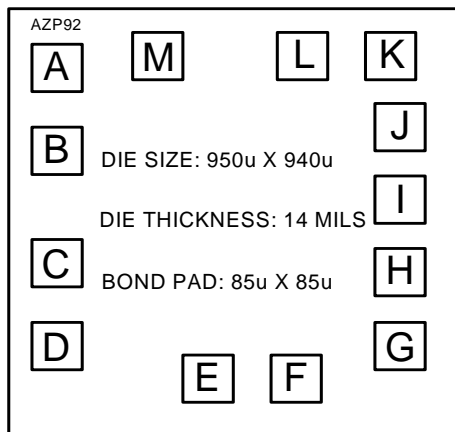 AZP92
A
M
L
K
J
B
DIE SIZE: 950u X 940u
I
DIE THICKNESS: 14 MILS
C
H
BOND PAD: 85u X 85u
D
G
E
F